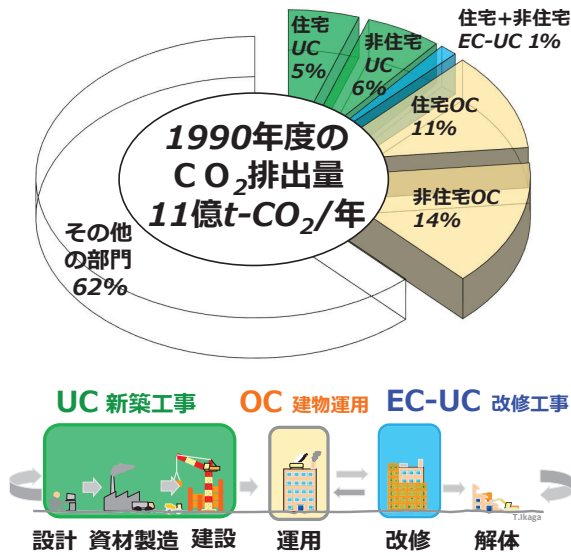 住宅
UC
5%
非住宅
UC
6%
住宅+非住宅
EC-UC 1%
住宅OC
11%
非住宅OC
14%
1990年度の
CO₂排出量
11億t-CO₂/年
その他
の部門
62%
UC 新築工事
OC 建物運用
EC-UC 改修工事
設計
資材製造
建設
運用
改修
解体
T.Ikaga